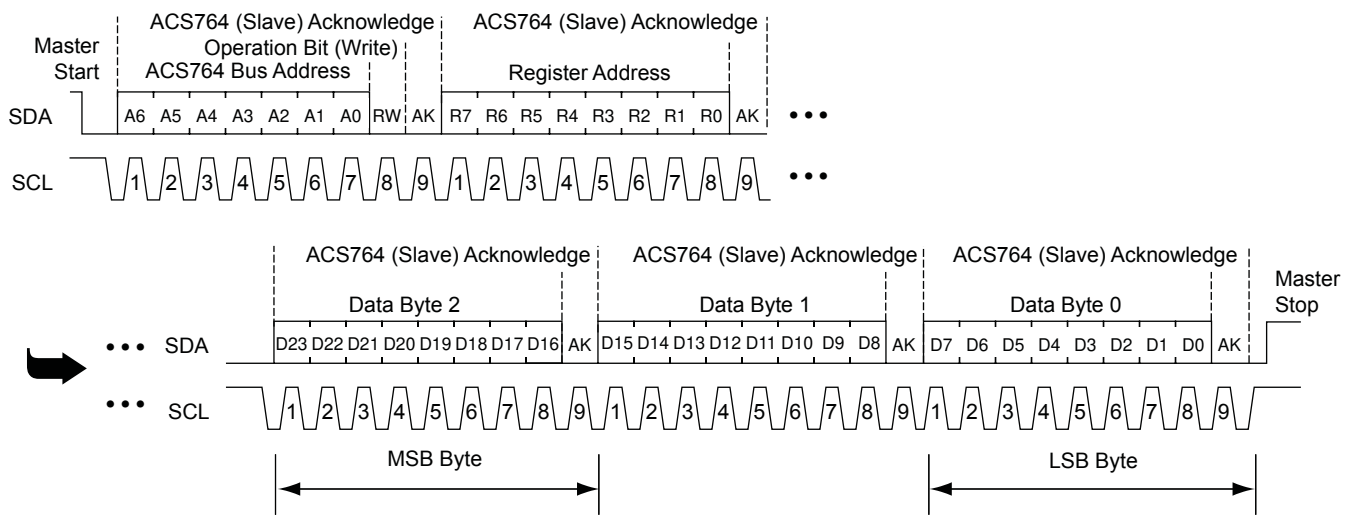 ACS764 (Slave) Acknowledge ACS764 (Slave) Acknowledge
Master Start
Operation Bit (Write)
ACS764 Bus Address Register Address
SDA A6 A5 A4 A3 A2 A1 A0 RW AK R7 R6 R5 R4 R3 R2 R1 R0 AK •••
SCL 1 2 3 4 5 6 7 8 9 1 2 3 4 5 6 7 8 9 •••
ACS764 (Slave) Acknowledge ACS764 (Slave) Acknowledge ACS764 (Slave) Acknowledge
Data Byte 2 Data Byte 1 Data Byte 0
Master Stop
••• SDA D23 D22 D21 D20 D19 D18 D17 D16 AK D15 D14 D13 D12 D11 D10 D9 D8 AK D7 D6 D5 D4 D3 D2 D1 D0 AK
••• SCL 1 2 3 4 5 6 7 8 9 1 2 3 4 5 6 7 8 9 1 2 3 4 5 6 7 8 9
MSB Byte LSB Byte